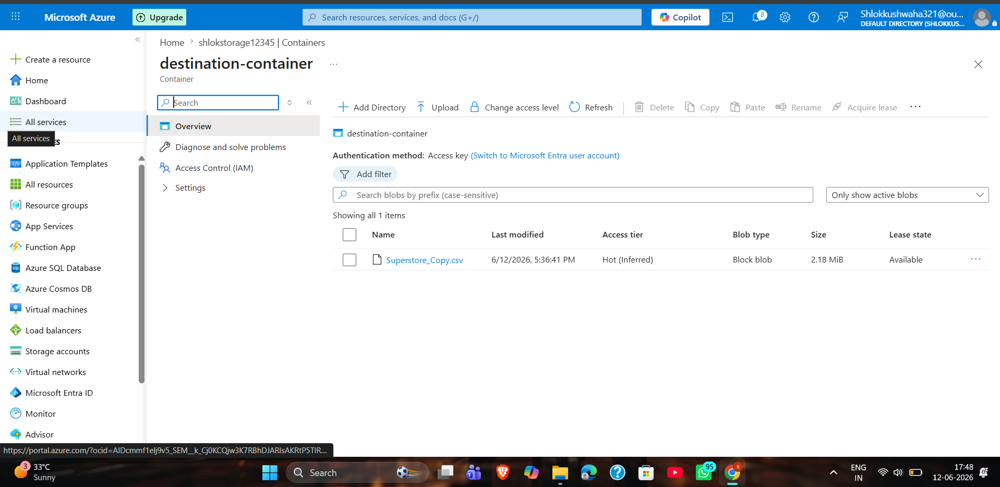 Microsoft Azure
Upgrade
Search resources, services, and docs (G+/)
Copilot
8
Shlokkushwaha321@ou...
DEFAULT DIRECTORY (SHLOKKUS...
Create a resource
Home
Dashboard
All services
All services
Application Templates
All resources
Resource groups
App Services
Function App
Azure SQL Database
Azure Cosmos DB
Virtual machines
Load balancers
Storage accounts
Virtual networks
Microsoft Entra ID
Monitor
Advisor
Home > shlokstorage12345 | Containers
destination-container ...
Container
Search
Overview
Diagnose and solve problems
Access Control (IAM)
Settings
Add Directory Upload Change access level Refresh Delete Copy Paste Rename Acquire lease ...
destination-container
Authentication method: Access key (Switch to Microsoft Entra user account)
Add filter
Search blobs by prefix (case-sensitive)
Only show active blobs
Showing all 1 items
Name Last modified Access tier Blob type Size Lease state
Superstore_Copy.csv 6/12/2026, 5:36:41 PM Hot (Inferred) Block blob 2.18 MiB Available ...
3
33°C
Sunny
Search
95
ENG
IN
17:48
12-06-2026